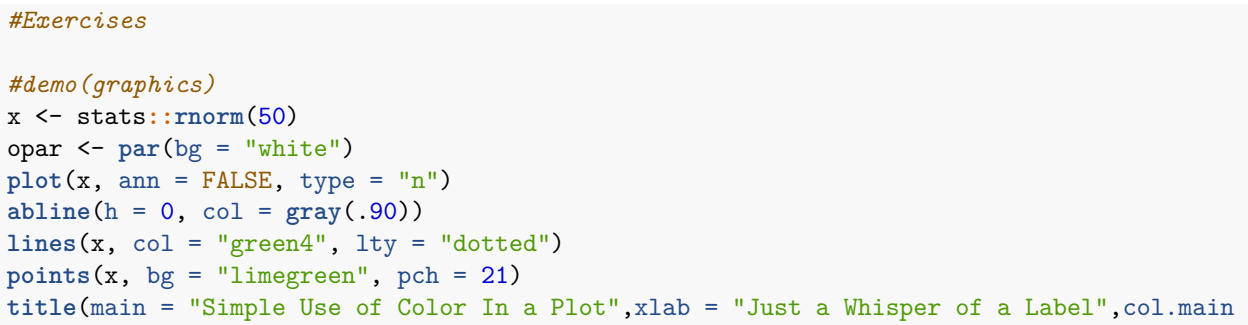 #Exercises
#demo(graphics)
x <- stats::rnorm(50)
opar <- par(bg = "white")
plot(x, ann = FALSE, type = "n")
abline(h = 0, col = gray(.90))
lines(x, col = "green4", lty = "dotted")
points(x, bg = "limegreen", pch = 21)
title(main = "Simple Use of Color In a Plot",xlab = "Just a Whisper of a Label",col.main